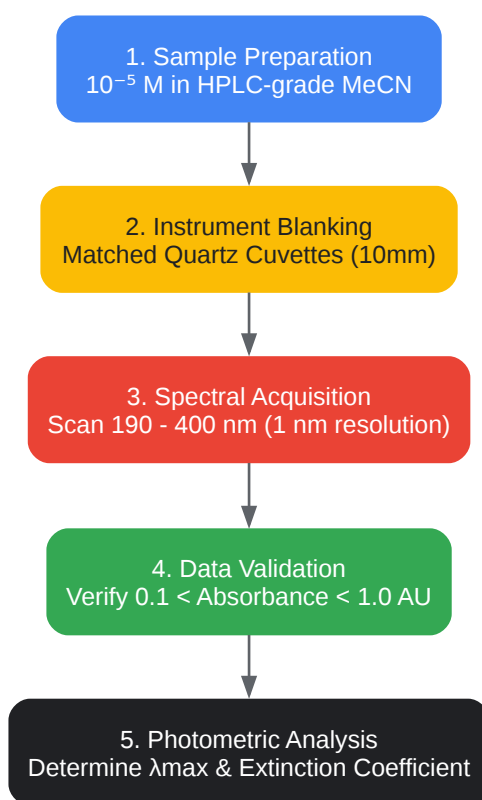 1. Sample Preparation
10⁻⁵ M in HPLC-grade MeCN
2. Instrument Blanking
Matched Quartz Cuvettes (10mm)
3. Spectral Acquisition
Scan 190 - 400 nm (1 nm resolution)
4. Data Validation
Verify 0.1 < Absorbance < 1.0 AU
5. Photometric Analysis
Determine λmax & Extinction Coefficient